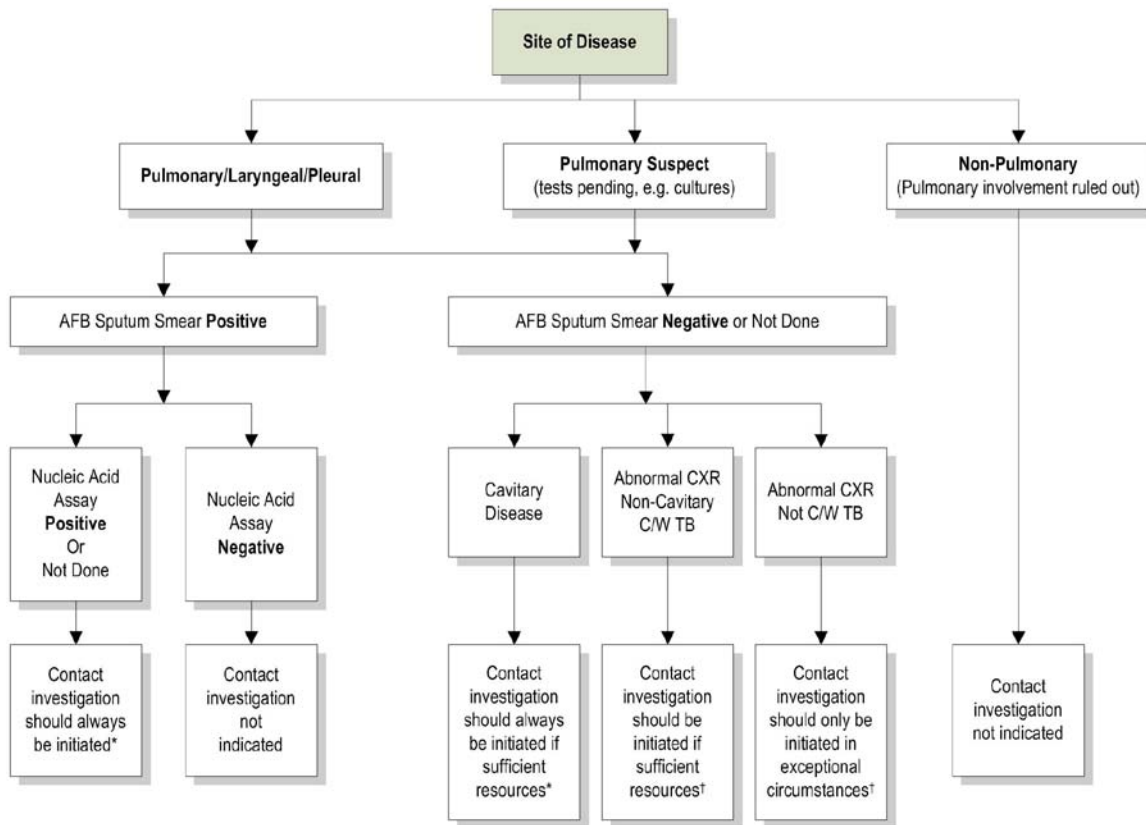 Site of Disease
Pulmonary/Laryngeal/Pleural
Pulmonary Suspect
(tests pending, e.g. cultures)
Non-Pulmonary
(Pulmonary involvement ruled out)
AFB Sputum Smear Positive
AFB Sputum Smear Negative or Not Done
Nucleic Acid
Assay
Positive
Or
Not Done
Nucleic Acid
Assay
Negative
Cavitary
Disease
Abnormal CXR
Non-Cavitary
C/W TB
Abnormal CXR
Not C/W TB
Contact
investigation
should always
be initiated*
Contact
investigation
not
indicated
Contact
investigation
should always
be initiated if
sufficient
resources*
Contact
investigation
should be
initiated if
sufficient
resources†
Contact
investigation
should only be
initiated in
exceptional
circumstances†
Contact
investigation
not indicated